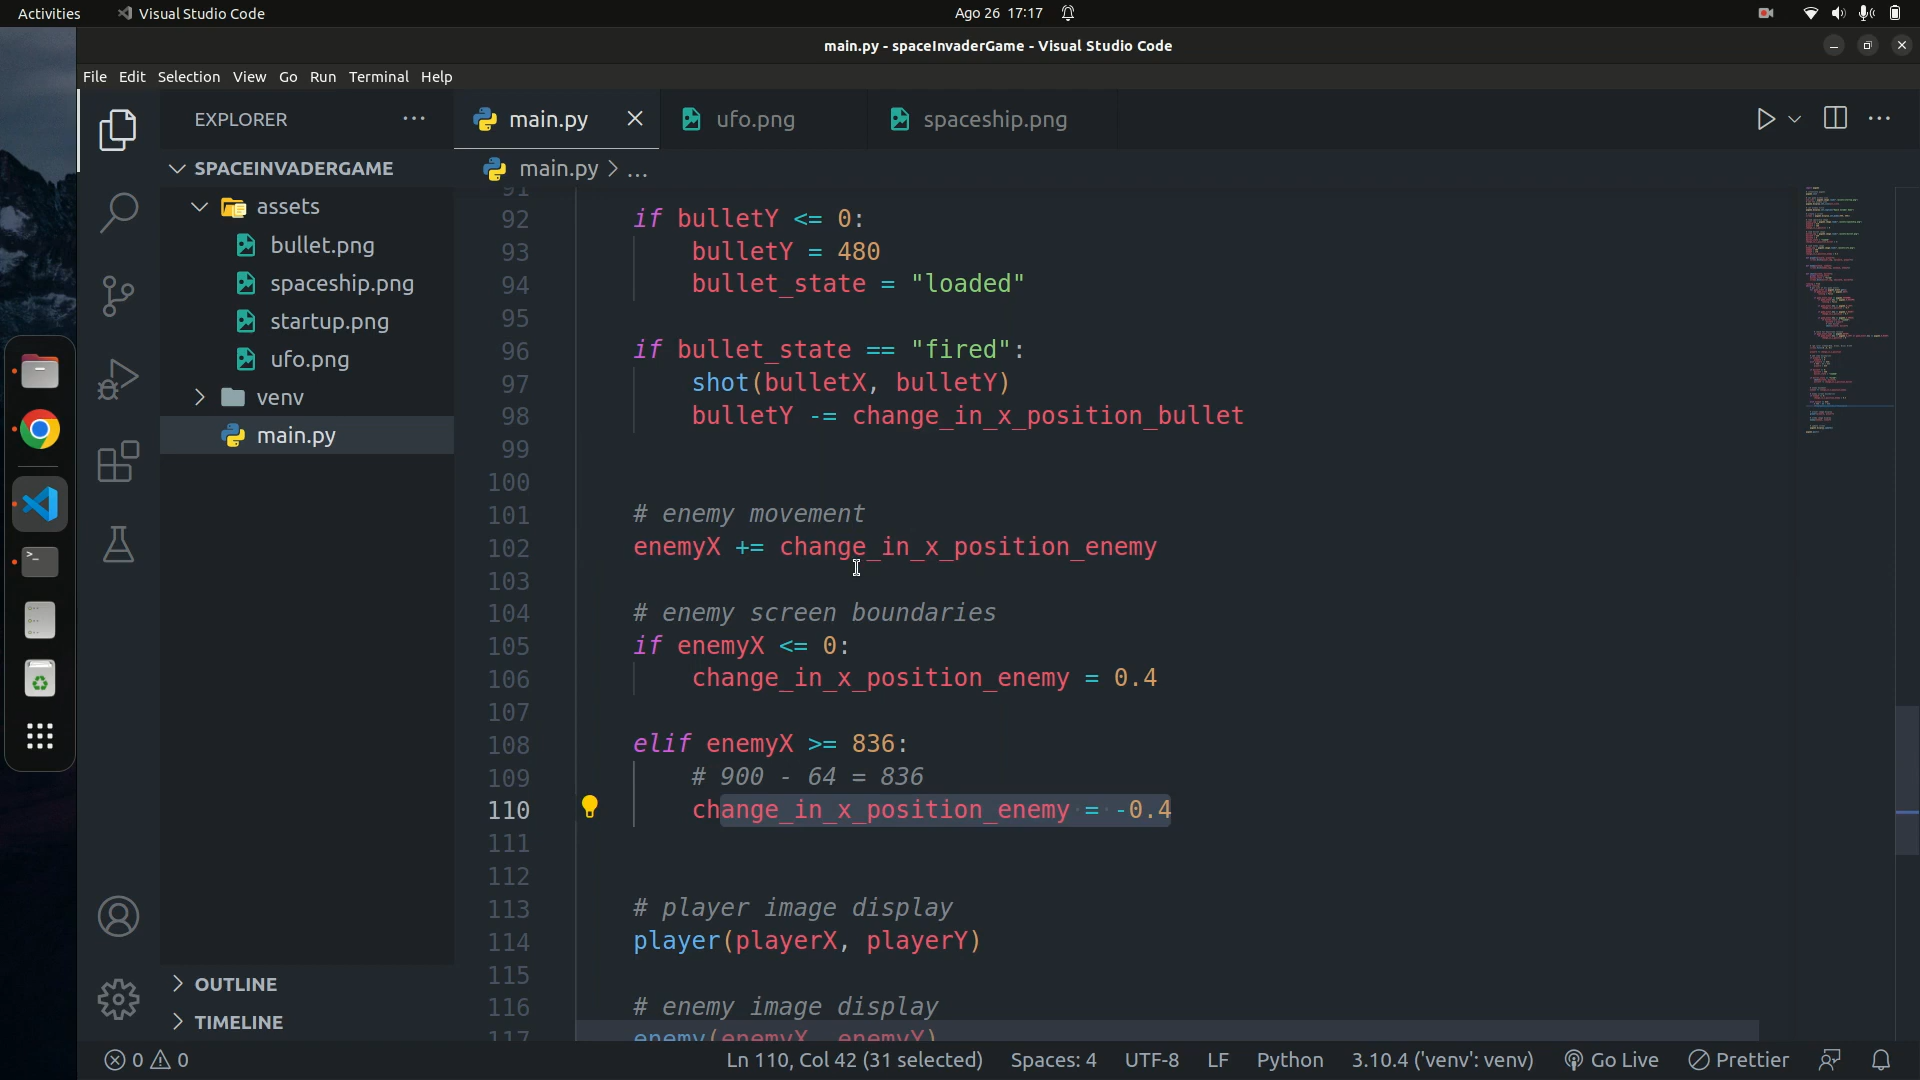 Activities
Visual Studio Code
Ago 26 17:17
main.py - spaceInvaderGame - Visual Studio Code
File Edit Selection View Go Run Terminal Help
EXPLORER
main.py
ufo.png
spaceship.png
SPACEINVADERGAME
main.py > ...
assets
bullet.png
spaceship.png
startup.png
ufo.png
venv
main.py
OUTLINE
TIMELINE
91
92 if bulletY <= 0:
93 bulletY = 480
94 bullet_state = "loaded"
95
96 if bullet_state == "fired":
97 shot(bulletX, bulletY)
98 bulletY -= change_in_x_position_bullet
99
100
101 # enemy movement
102 enemyX += change_in_x_position_enemy
103
104 # enemy screen boundaries
105 if enemyX <= 0:
106 change_in_x_position_enemy = 0.4
107
108 elif enemyX >= 836:
109 # 900 - 64 = 836
110 change_in_x_position_enemy = -0.4
111
112
113 # player image display
114 player(playerX, playerY)
115
116 # enemy image display
117 enemy(enemyX, enemyY)
0 0
Ln 110, Col 42 (31 selected)
Spaces: 4
UTF-8
LF
Python
3.10.4 ('venv': venv)
Go Live
Prettier